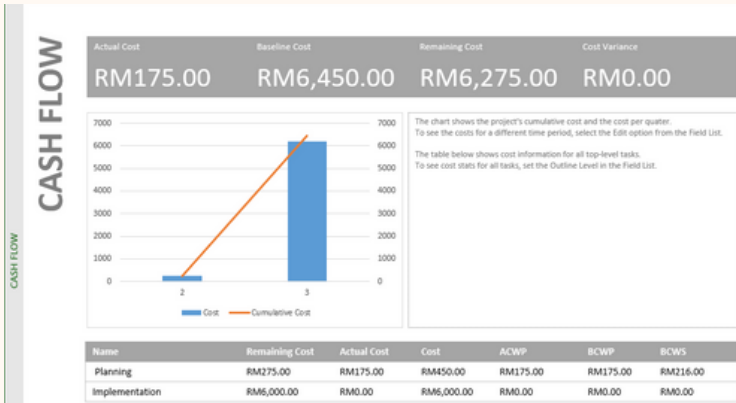 CASH FLOW
CASH FLOW
Actual Cost Baseline Cost Remaining Cost Cost Variance
RM175.00 RM6,450.00 RM6,275.00 RM0.00
7000 7000
6000 6000
5000 5000
4000 4000
3000 3000
2000 2000
1000 1000
0 0
2 3
Cost Cumulative Cost
The chart shows the project's cumulative cost and the cost per quater.
To see the costs for a different time period, select the Edit option from the Field List.
The table below shows cost information for all top-level tasks.
To see cost stats for all tasks, set the Outline Level in the Field List.
Name Remaining Cost Actual Cost Cost ACWP BCWP BCWS
Planning RM275.00 RM175.00 RM450.00 RM175.00 RM175.00 RM216.00
Implementation RM6,000.00 RM0.00 RM6,000.00 RM0.00 RM0.00 RM0.00